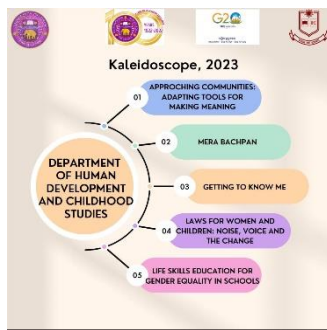 G20
Kaleidoscope, 2023
01
APPROCHING COMMUNITIES:
ADAPTING TOOLS FOR
MAKING MEANING
02
MERA BACHPAN
DEPARTMENT
OF HUMAN
DEVELOPMENT
AND CHILDHOOD
STUDIES
03
GETTING TO KNOW ME
04
LAWS FOR WOMEN AND
CHILDREN: NOISE, VOICE AND
THE CHANGE
05
LIFE SKILLS EDUCATION FOR
GENDER EQUALITY IN SCHOOLS